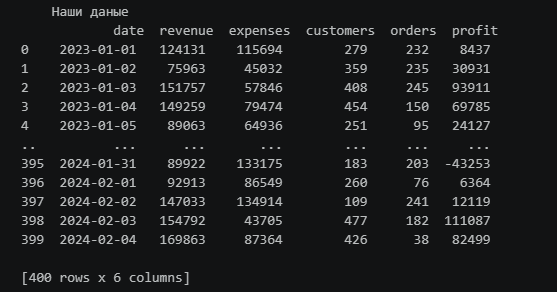 Наши даные
date revenue expenses customers orders profit
0 2023-01-01 124131 115694 279 232 8437
1 2023-01-02 75963 45032 359 235 30931
2 2023-01-03 151757 57846 408 245 93911
3 2023-01-04 149259 79474 454 150 69785
4 2023-01-05 89063 64936 251 95 24127
.. ... ... ... ... ... ...
395 2024-01-31 89922 133175 183 203 -43253
396 2024-02-01 92913 86549 260 76 6364
397 2024-02-02 147033 134914 109 241 12119
398 2024-02-03 154792 43705 477 182 111087
399 2024-02-04 169863 87364 426 38 82499
[400 rows x 6 columns]